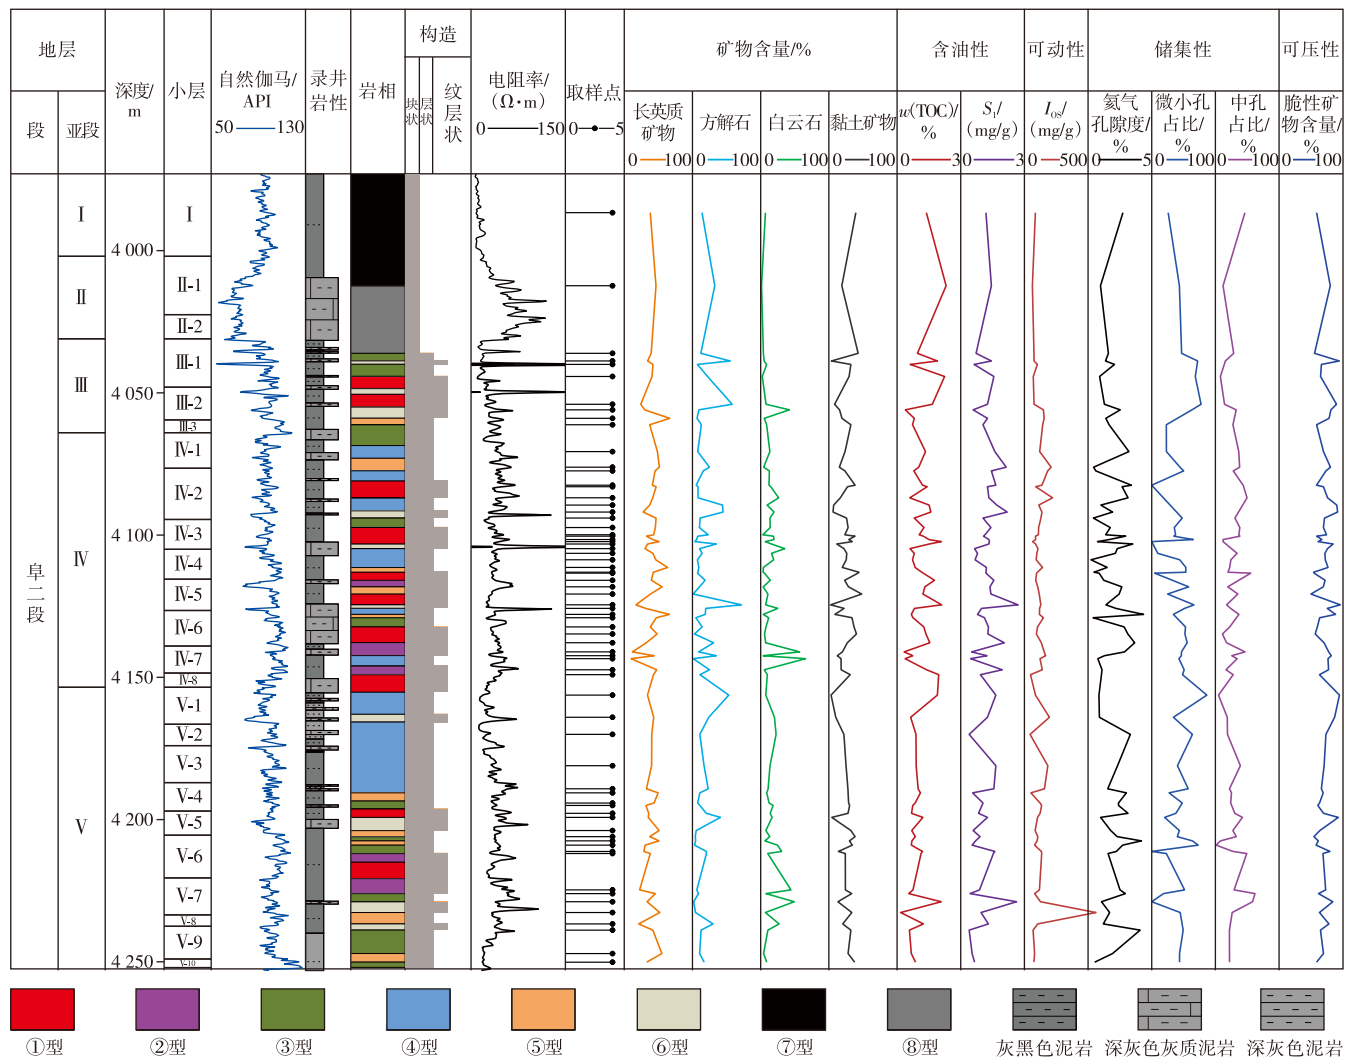 地层
段
亚段
深度/
m
小层
自然伽马/
API
50 130
录井
岩性
岩相
构造
块状
层状
纹层状
电阻率/
(Ω·m)
0 150
取样点
0 5
矿物含量/%
长英质
矿物
0 100
方解石
0 100
白云石
0 100
黏土矿物
0 100
含油性
w(TOC)/
%
0 3
S₁/
(mg/g)
0 3
可动性
I_OS/
(mg/g)
0 500
储集性
氦气
孔隙度/
%
0 5
微小孔
占比/
%
0 100
中孔
占比/
%
0 100
可压性
脆性矿
物含量/
%
0 100
阜二段
Ⅰ
Ⅱ
Ⅲ
Ⅳ
Ⅴ
4 000
4 050
4 100
4 150
4 200
4 250
Ⅰ
Ⅱ-1
Ⅱ-2
Ⅲ-1
Ⅲ-2
Ⅲ-3
Ⅳ-1
Ⅳ-2
Ⅳ-3
Ⅳ-4
Ⅳ-5
Ⅳ-6
Ⅳ-7
Ⅳ-8
Ⅴ-1
Ⅴ-2
Ⅴ-3
Ⅴ-4
Ⅴ-5
Ⅴ-6
Ⅴ-7
Ⅴ-8
Ⅴ-9
Ⅴ-10
①型 ②型 ③型 ④型 ⑤型 ⑥型 ⑦型 ⑧型 灰黑色泥岩 深灰色灰质泥岩 深灰色泥岩